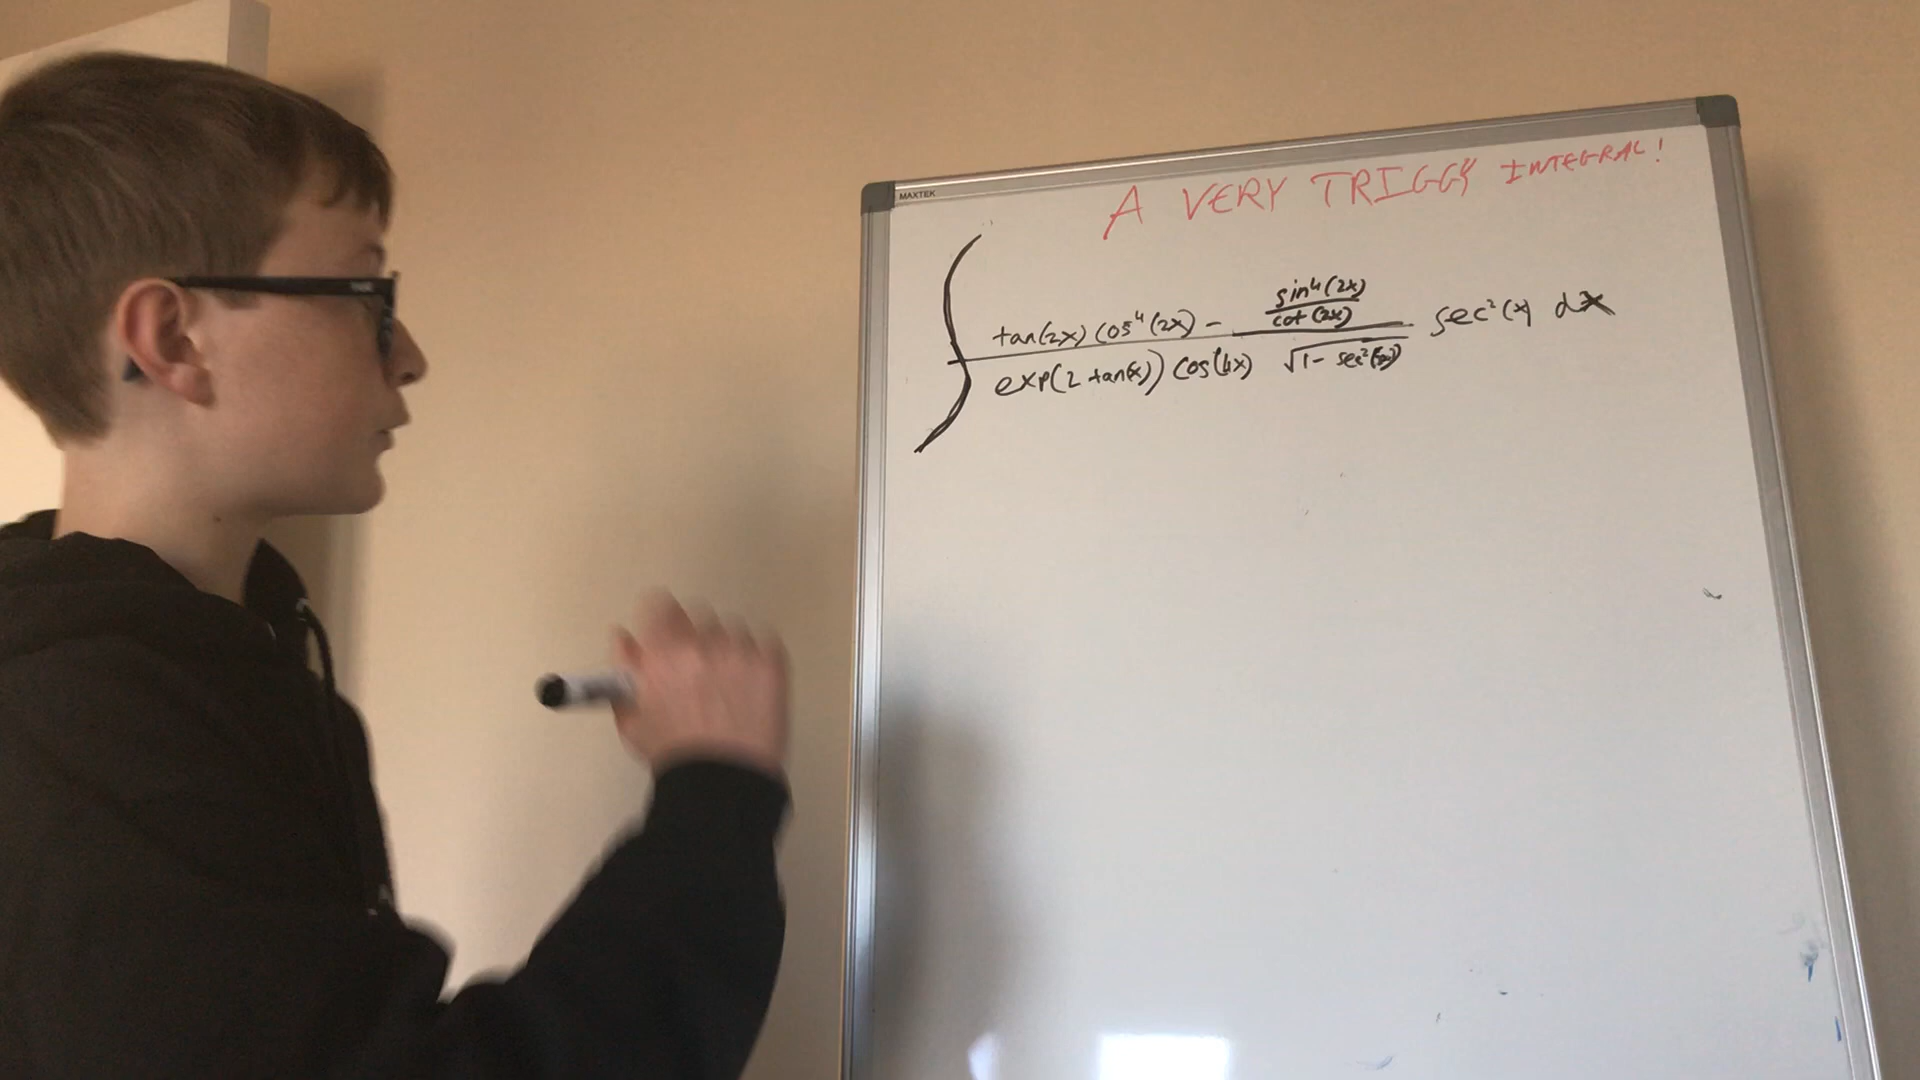 MAXTEK
A VERY TRIGGY INTEGRAL!
∫ tan(2x) cos⁴(2x) - sin⁴(2x)/cot(2x) sec²(x) dx
exp(2 tan(x)) cos(4x) √1 - sec²(